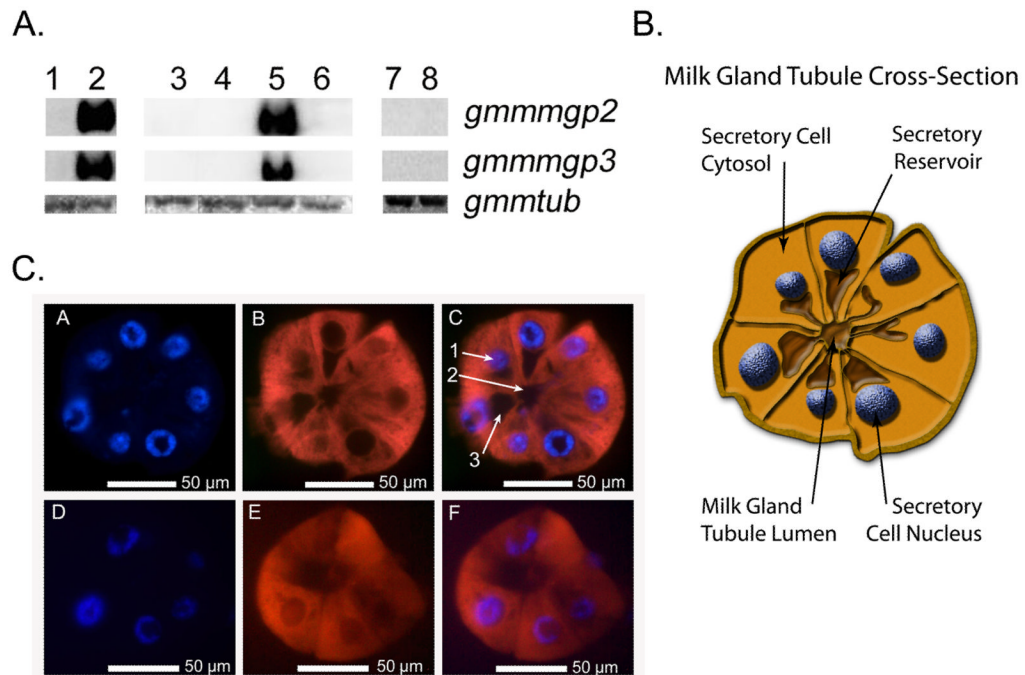 A.
1 2 3 4 5 6 7 8
gmmmgp2
gmmmgp3
gmmtub
B.
Milk Gland Tubule Cross-Section
Secretory Cell
Cytosol
Secretory
Reservoir
Milk Gland
Tubule Lumen
Secretory
Cell Nucleus
C.
A
50 µm
B
50 µm
C
1
2
3
50 µm
D
50 µm
E
50 µm
F
50 µm